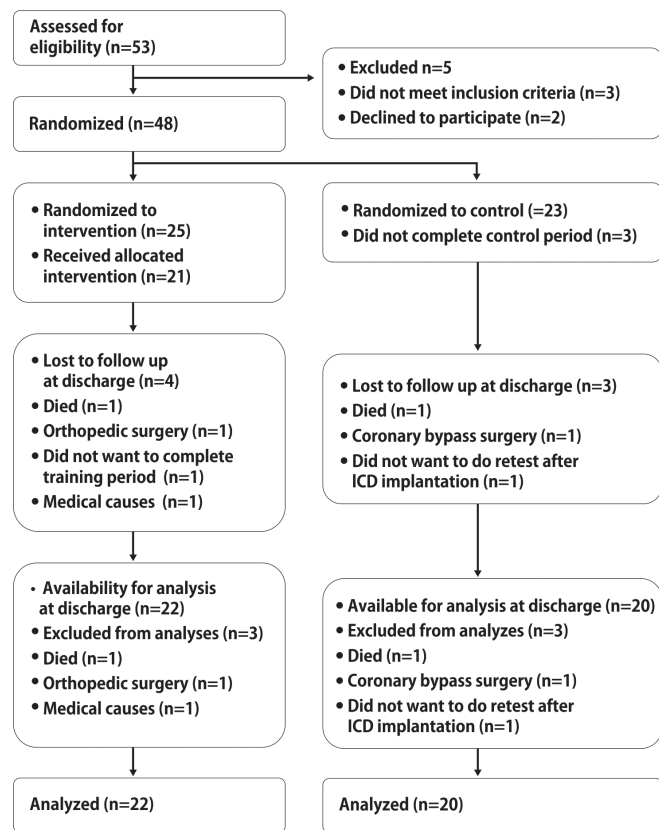 Assessed for
eligibility (n=53)
• Excluded n=5
• Did not meet inclusion criteria (n=3)
• Declined to participate (n=2)
Randomized (n=48)
• Randomized to
intervention (n=25)
• Received allocated
intervention (n=21)
• Randomized to control (=23)
• Did not complete control period (n=3)
• Lost to follow up
at discharge (n=4)
• Died (n=1)
• Orthopedic surgery (n=1)
• Did not want to complete
training period (n=1)
• Medical causes (n=1)
• Lost to follow up at discharge (n=3)
• Died (n=1)
• Coronary bypass surgery (n=1)
• Did not want to do retest after
ICD implantation (n=1)
• Availability for analysis
at discharge (n=22)
• Excluded from analyses (n=3)
• Died (n=1)
• Orthopedic surgery (n=1)
• Medical causes (n=1)
• Available for analysis at discharge (n=20)
• Excluded from analyzes (n=3)
• Died (n=1)
• Coronary bypass surgery (n=1)
• Did not want to do retest after
ICD implantation (n=1)
Analyzed (n=22)
Analyzed (n=20)